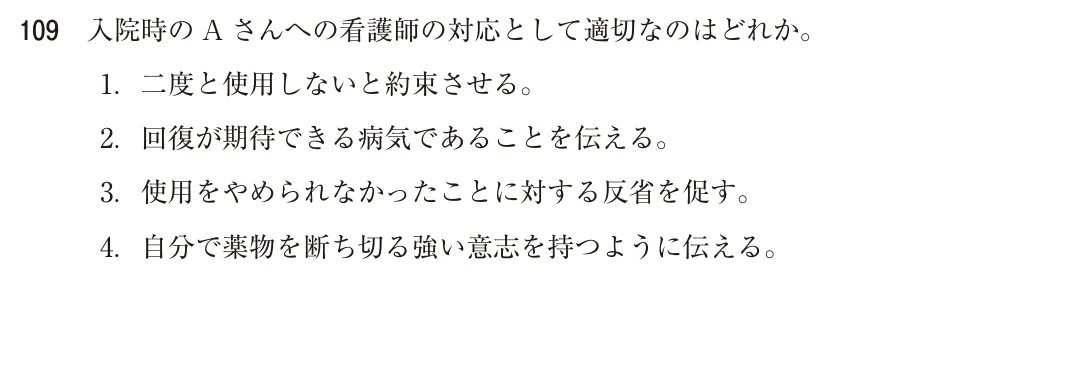 109 入院時の A さんへの看護師の対応として適切なのはどれか。
1. 二度と使用しないと約束させる。
2. 回復が期待できる病気であることを伝える。
3. 使用をやめられなかったことに対する反省を促す。
4. 自分で薬物を断ち切る強い意志を持つように伝える。